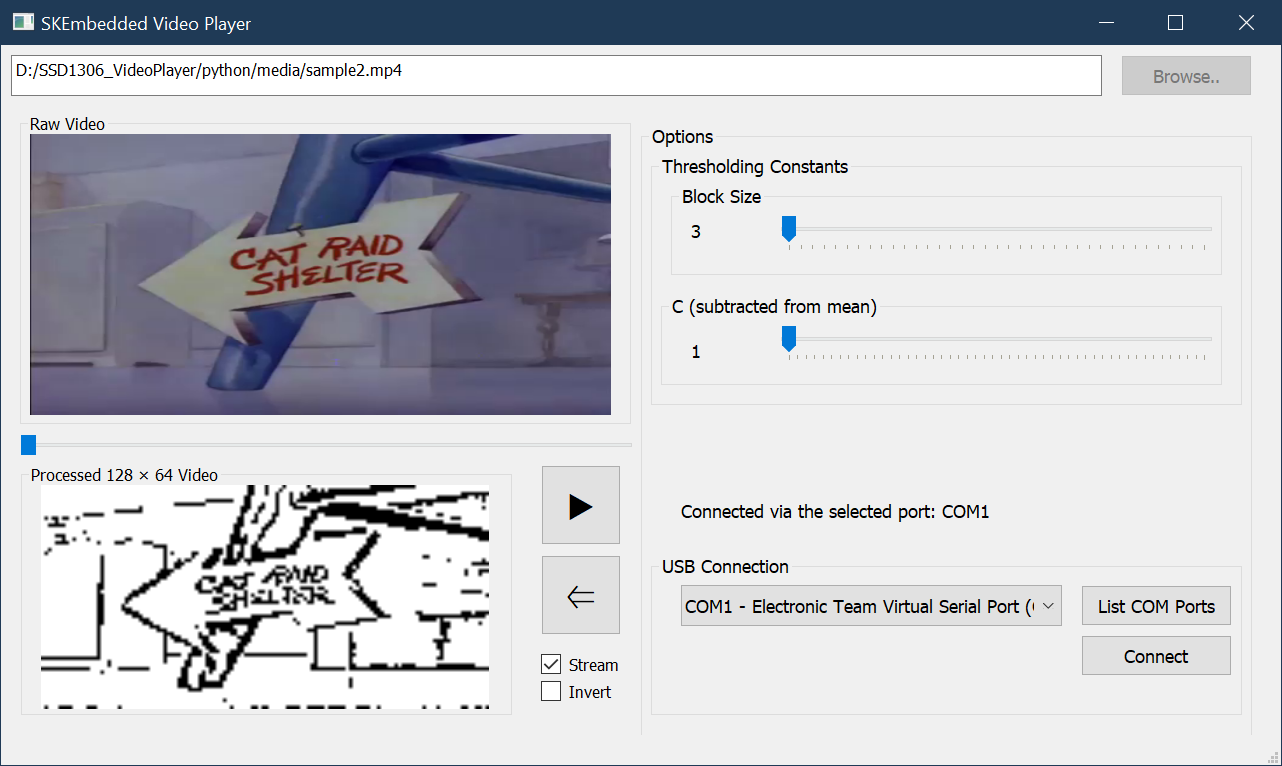 SKEmbedded Video Player
D:/SSD1306_VideoPlayer/python/media/sample2.mp4
Browse..
Raw Video
CAT RAID
SHELTER
Processed 128 × 64 Video
CAT RAID
SHELTER
Stream
Invert
Options
Thresholding Constants
Block Size
3
C (subtracted from mean)
1
Connected via the selected port: COM1
USB Connection
COM1 - Electronic Team Virtual Serial Port (
List COM Ports
Connect